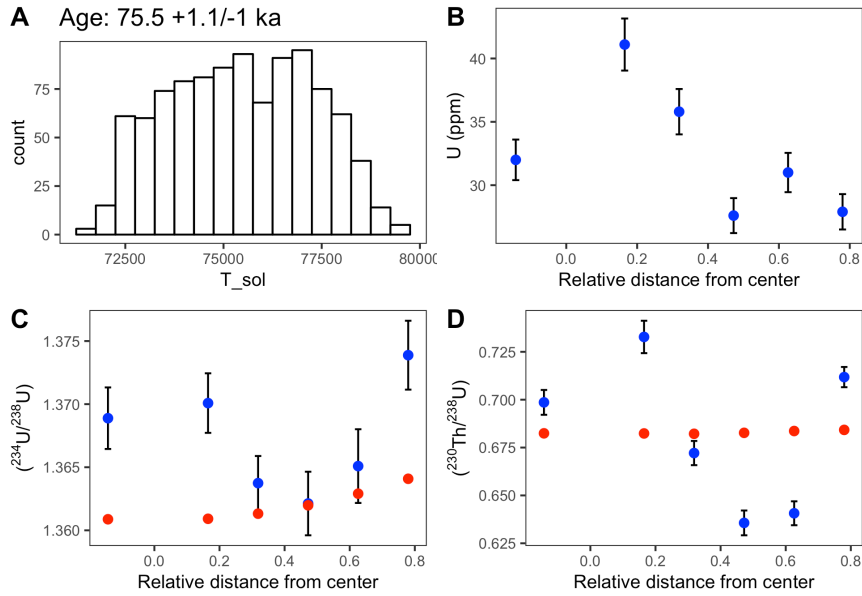 A Age: 75.5 +1.1/-1 ka
count
75
50
25
0
72500 75000 77500 80000
T_sol
B
U (ppm)
40
35
30
0.0 0.2 0.4 0.6 0.8
Relative distance from center
C
(²³⁴U/²³⁸U)
1.375
1.370
1.365
1.360
0.0 0.2 0.4 0.6 0.8
Relative distance from center
D
(²³⁰Th/²³⁸U)
0.725
0.700
0.675
0.650
0.625
0.0 0.2 0.4 0.6 0.8
Relative distance from center